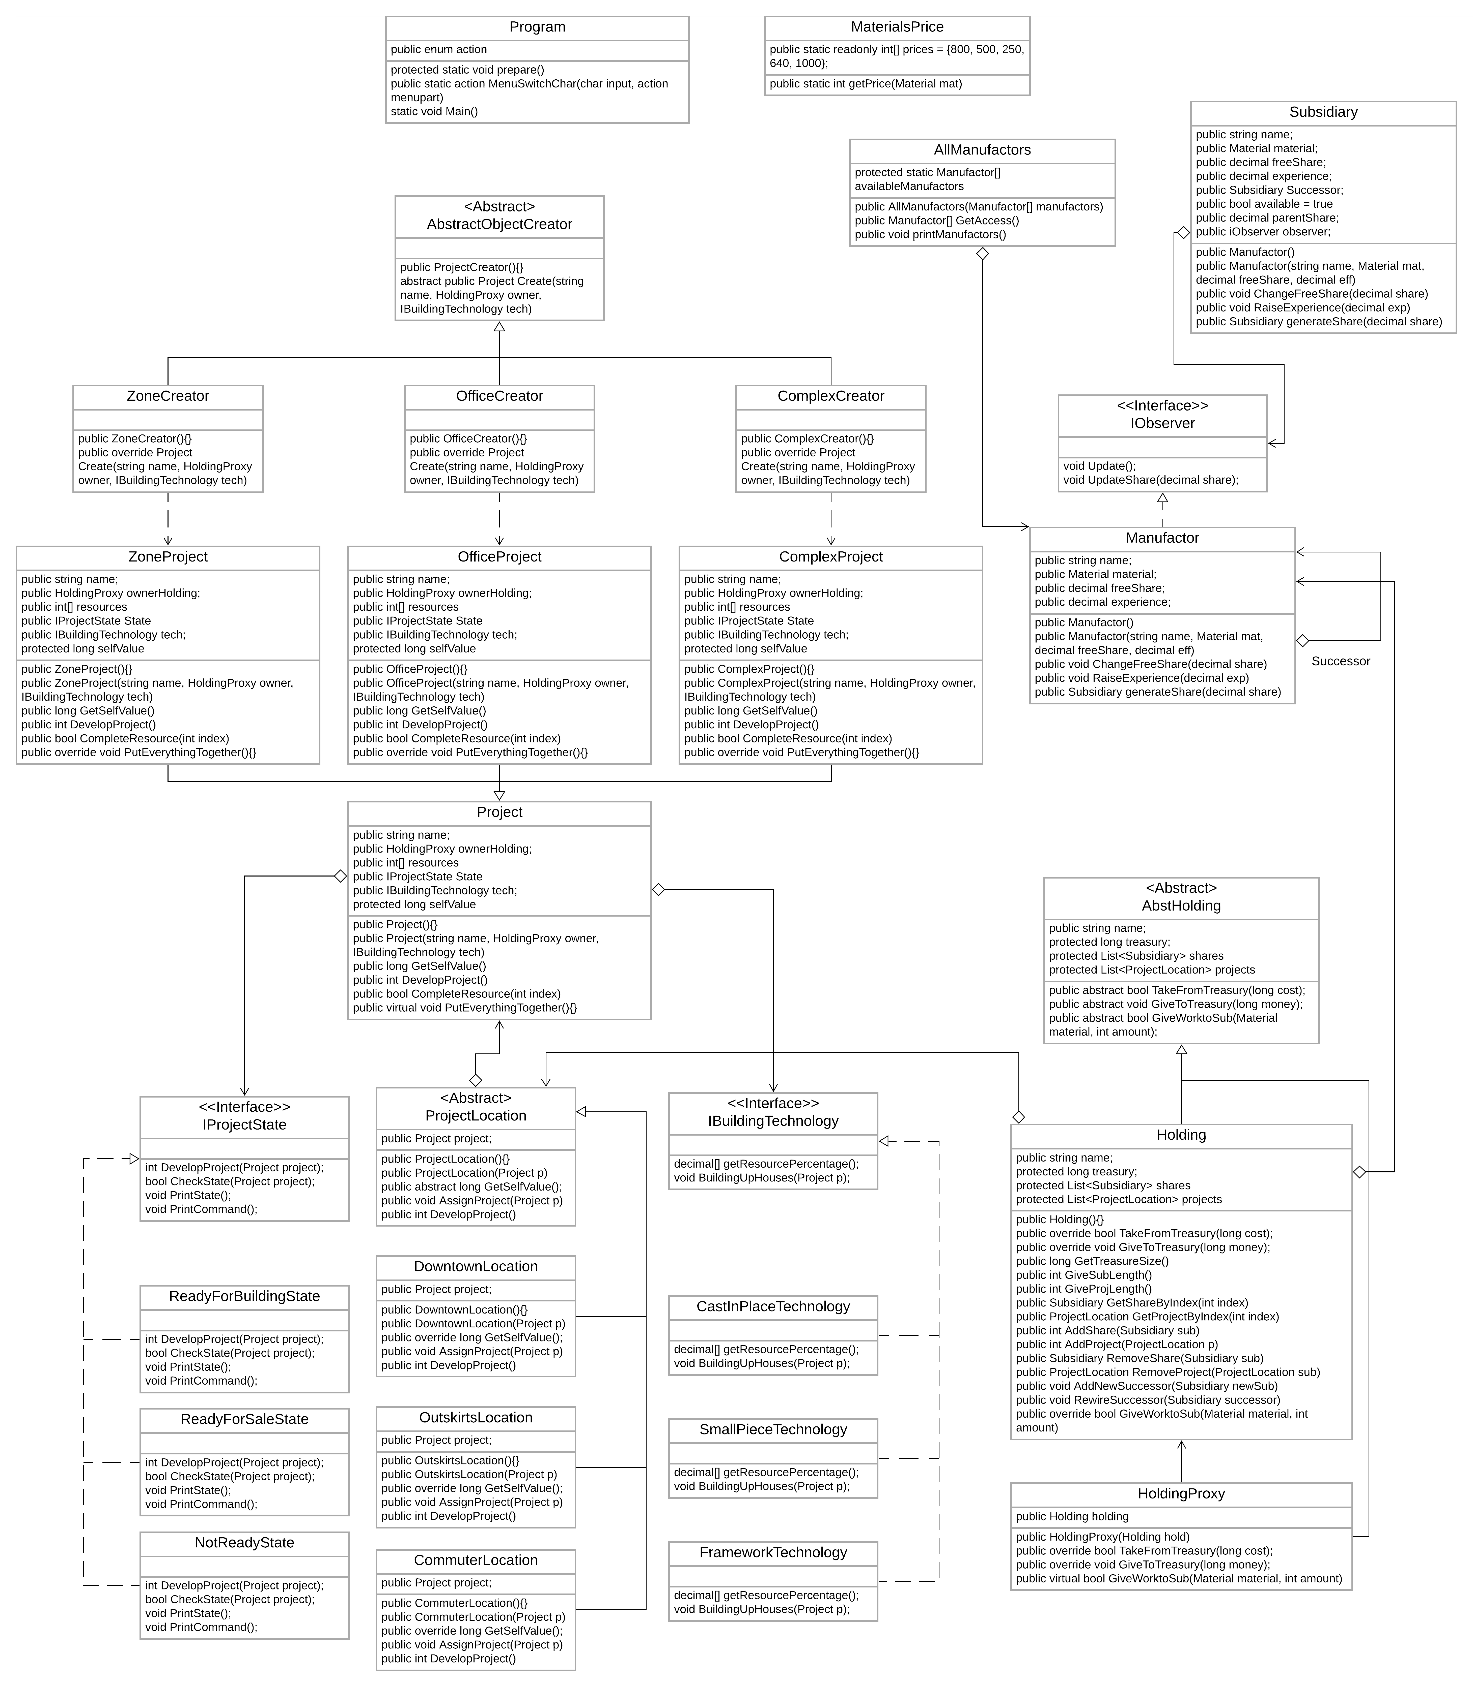 Program
public enum action
protected static void prepare()
public static action MenuSwitchChar(char input, action
menupart)
static void Main()
MaterialsPrice
public static readonly int[] prices = {800, 500, 250,
640, 1000};
public static int getPrice(Material mat)
Subsidiary
public string name;
public Material material;
public decimal freeShare;
public decimal experience;
public Subsidiary Successor;
public bool available = true
public decimal parentShare;
public iObserver observer;
public Manufactor()
public Manufactor(string name, Material mat,
decimal freeShare, decimal eff)
public void ChangeFreeShare(decimal share)
public void RaiseExperience(decimal exp)
public Subsidiary generateShare(decimal share)
AllManufactors
protected static Manufactor[]
availableManufactors
public AllManufactors(Manufactor[] manufactors)
public Manufactor[] GetAccess()
public void printManufactors()
<Abstract>
AbstractObjectCreator
public ProjectCreator(){}
abstract public Project Create(string
name, HoldingProxy owner,
IBuildingTechnology tech)
ZoneCreator
public ZoneCreator(){}
public override Project
Create(string name, HoldingProxy
owner, IBuildingTechnology tech)
OfficeCreator
public OfficeCreator(){}
public override Project
Create(string name, HoldingProxy
owner, IBuildingTechnology tech)
ComplexCreator
public ComplexCreator(){}
public override Project
Create(string name, HoldingProxy
owner, IBuildingTechnology tech)
<<Interface>>
IObserver
void Update();
void UpdateShare(decimal share);
ZoneProject
public string name;
public HoldingProxy ownerHolding;
public int[] resources
public IProjectState State
public IBuildingTechnology tech;
protected long selfValue
public ZoneProject(){}
public ZoneProject(string name, HoldingProxy owner,
IBuildingTechnology tech)
public long GetSelfValue()
public int DevelopProject()
public bool CompleteResource(int index)
public override void PutEverythingTogether(){}
OfficeProject
public string name;
public HoldingProxy ownerHolding;
public int[] resources
public IProjectState State
public IBuildingTechnology tech;
protected long selfValue
public OfficeProject(){}
public OfficeProject(string name, HoldingProxy owner,
IBuildingTechnology tech)
public long GetSelfValue()
public int DevelopProject()
public bool CompleteResource(int index)
public override void PutEverythingTogether(){}
ComplexProject
public string name;
public HoldingProxy ownerHolding;
public int[] resources
public IProjectState State
public IBuildingTechnology tech;
protected long selfValue
public ComplexProject(){}
public ComplexProject(string name, HoldingProxy owner,
IBuildingTechnology tech)
public long GetSelfValue()
public int DevelopProject()
public bool CompleteResource(int index)
public override void PutEverythingTogether(){}
Manufactor
public string name;
public Material material;
public decimal freeShare;
public decimal experience;
public Manufactor()
public Manufactor(string name, Material mat,
decimal freeShare, decimal eff)
public void ChangeFreeShare(decimal share)
public void RaiseExperience(decimal exp)
public Subsidiary generateShare(decimal share)
Successor
Project
public string name;
public HoldingProxy ownerHolding;
public int[] resources
public IProjectState State
public IBuildingTechnology tech;
protected long selfValue
public Project(){}
public Project(string name, HoldingProxy owner,
IBuildingTechnology tech)
public long GetSelfValue()
public int DevelopProject()
public bool CompleteResource(int index)
public virtual void PutEverythingTogether(){}
<Abstract>
AbstHolding
public string name;
protected long treasury;
protected List<Subsidiary> shares
protected List<ProjectLocation> projects
public abstract bool TakeFromTreasury(long cost);
public abstract void GiveToTreasury(long money);
public abstract bool GiveWorktoSub(Material
material, int amount);
<<Interface>>
IProjectState
int DevelopProject(Project project);
bool CheckState(Project project);
void PrintState();
void PrintCommand();
<Abstract>
ProjectLocation
public Project project;
public ProjectLocation(){}
public ProjectLocation(Project p)
public abstract long GetSelfValue();
public void AssignProject(Project p)
public int DevelopProject()
<<Interface>>
IBuildingTechnology
decimal[] getResourcePercentage();
void BuildingUpHouses(Project p);
Holding
public string name;
protected long treasury;
protected List<Subsidiary> shares
protected List<ProjectLocation> projects
public Holding(){}
public override bool TakeFromTreasury(long cost);
public override void GiveToTreasury(long money);
public long GetTreasureSize()
public int GiveSubLength()
public int GiveProjLength()
public Subsidiary GetShareByIndex(int index)
public ProjectLocation GetProjectByIndex(int index)
public int AddShare(Subsidiary sub)
public int AddProject(ProjectLocation p)
public Subsidiary RemoveShare(Subsidiary sub)
public ProjectLocation RemoveProject(ProjectLocation sub)
public void AddNewSuccessor(Subsidiary newSub)
public void RewireSuccessor(Subsidiary successor)
public override bool GiveWorktoSub(Material material, int
amount)
ReadyForBuildingState
int DevelopProject(Project project);
bool CheckState(Project project);
void PrintState();
void PrintCommand();
DowntownLocation
public Project project;
public DowntownLocation(){}
public DowntownLocation(Project p)
public override long GetSelfValue();
public void AssignProject(Project p)
public int DevelopProject()
CastInPlaceTechnology
decimal[] getResourcePercentage();
void BuildingUpHouses(Project p);
ReadyForSaleState
int DevelopProject(Project project);
bool CheckState(Project project);
void PrintState();
void PrintCommand();
OutskirtsLocation
public Project project;
public OutskirtsLocation(){}
public OutskirtsLocation(Project p)
public override long GetSelfValue();
public void AssignProject(Project p)
public int DevelopProject()
SmallPieceTechnology
decimal[] getResourcePercentage();
void BuildingUpHouses(Project p);
HoldingProxy
public Holding holding
public HoldingProxy(Holding hold)
public override bool TakeFromTreasury(long cost);
public override void GiveToTreasury(long money);
public virtual bool GiveWorktoSub(Material material, int amount)
NotReadyState
int DevelopProject(Project project);
bool CheckState(Project project);
void PrintState();
void PrintCommand();
CommuterLocation
public Project project;
public CommuterLocation(){}
public CommuterLocation(Project p)
public override long GetSelfValue();
public void AssignProject(Project p)
public int DevelopProject()
FrameworkTechnology
decimal[] getResourcePercentage();
void BuildingUpHouses(Project p);